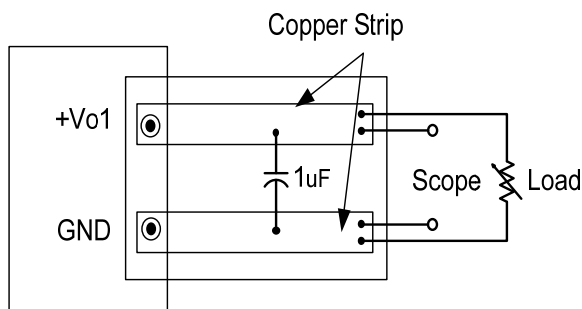 Copper Strip
+Vo1
1uF
Scope
Load
GND